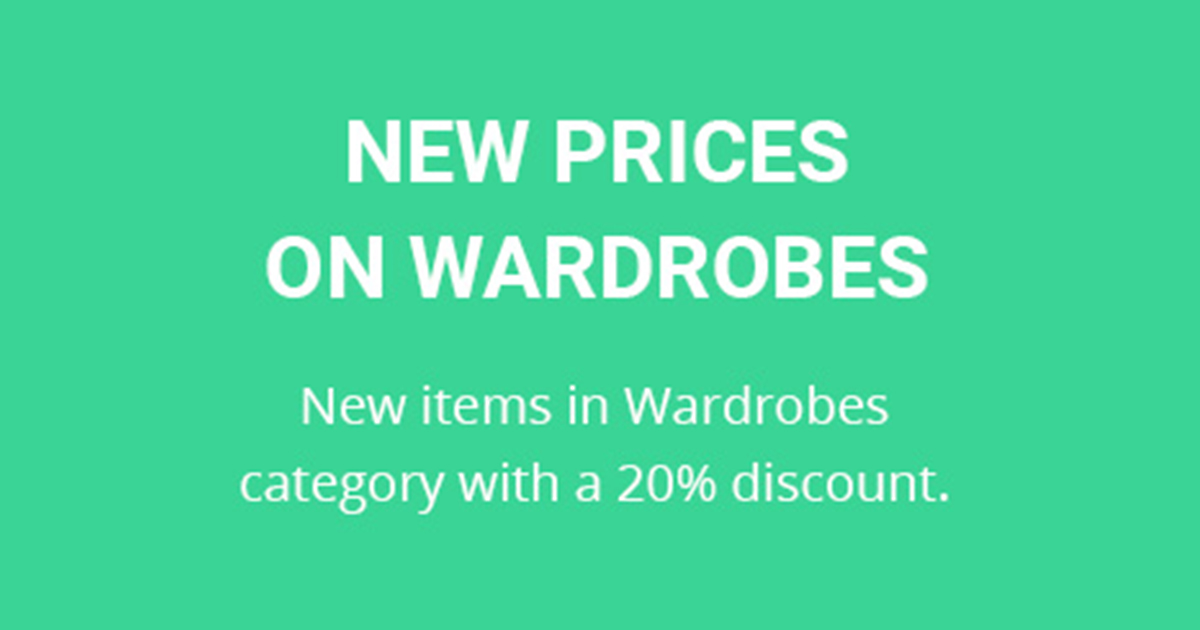 NEW PRICES
ON WARDROBES
New items in Wardrobes
category with a 20% discount.